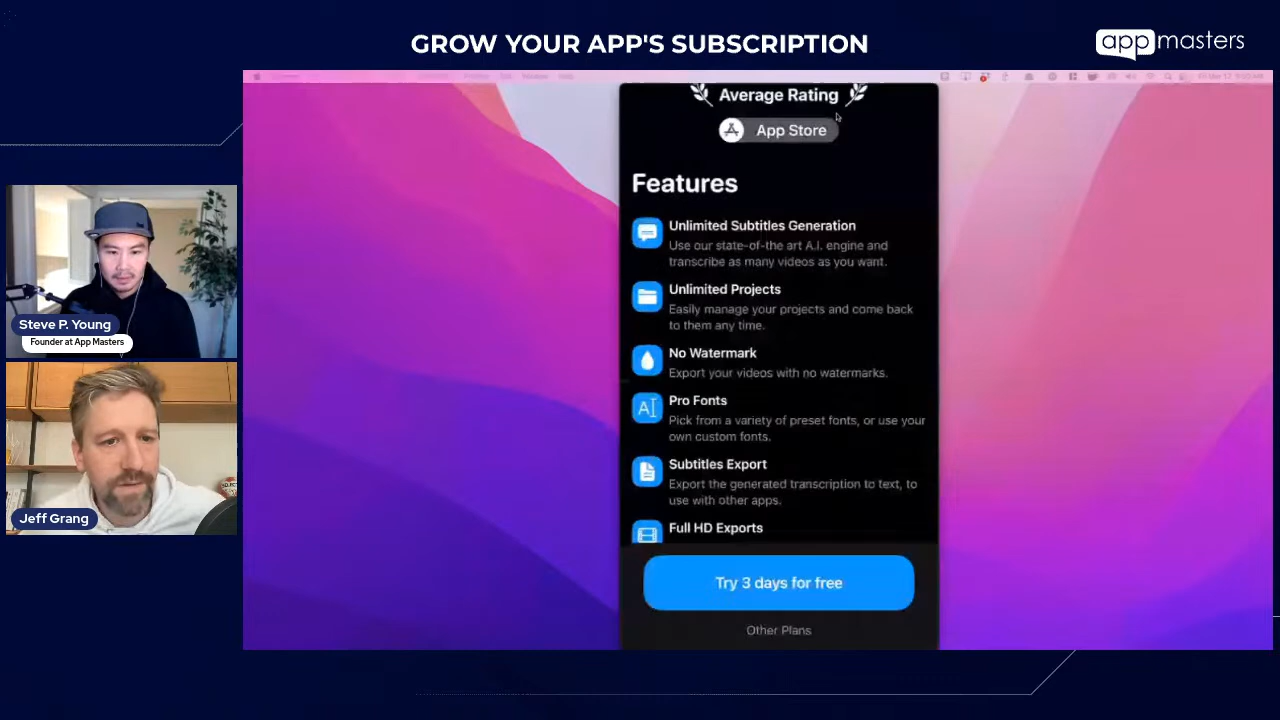 GROW YOUR APP'S SUBSCRIPTION
app masters
Average Rating
App Store
Features
Unlimited Subtitles Generation
Use our state-of-the art A.I. engine and
transcribe as many videos as you want.
Unlimited Projects
Easily manage your projects and come back
to them any time.
No Watermark
Export your videos with no watermarks.
Pro Fonts
Pick from a variety of preset fonts, or use your
own custom fonts.
Subtitles Export
Export the generated transcription to text, to
use with other apps.
Full HD Exports
Try 3 days for free
Other Plans
Steve P. Young
Founder at App Masters
Jeff Grang